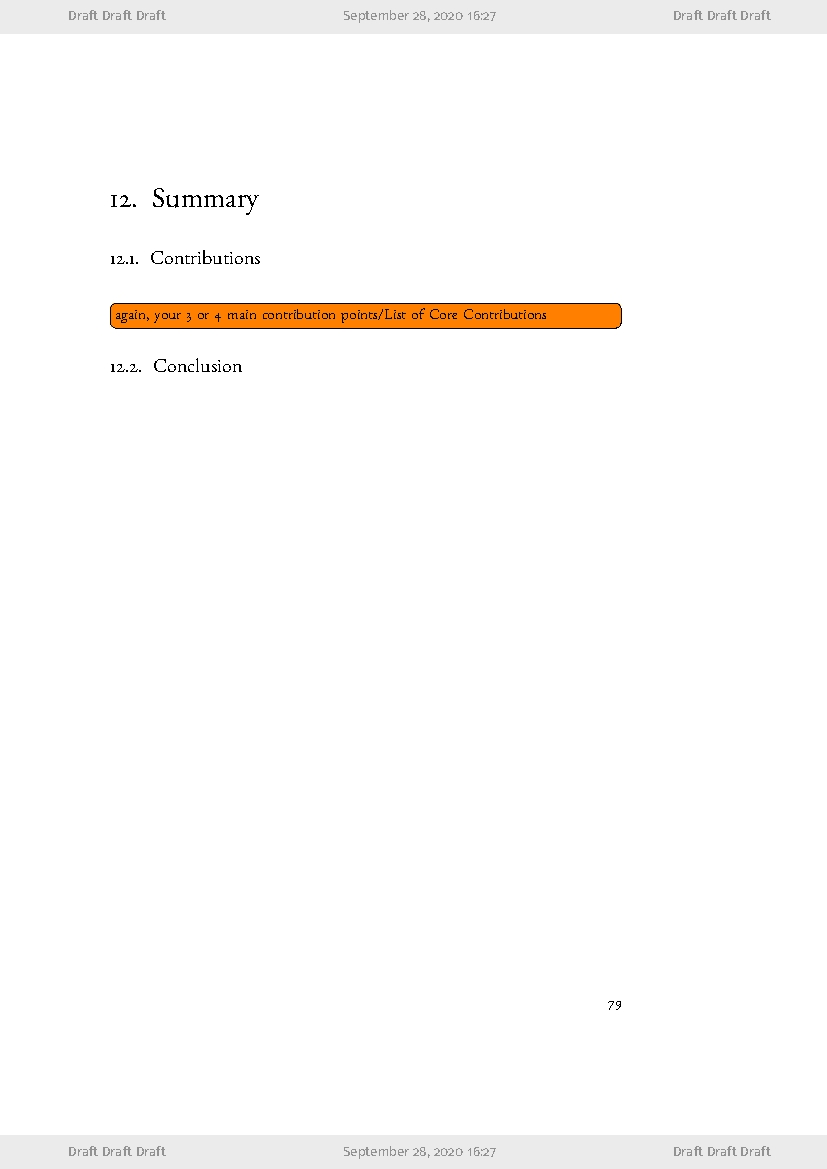 Draft Draft Draft September 28, 2020 16:27 Draft Draft Draft
12. Summary
12.1. Contributions
again, your 3 or 4 main contribution points/List of Core Contributions
12.2. Conclusion
79
Draft Draft Draft September 28, 2020 16:27 Draft Draft Draft